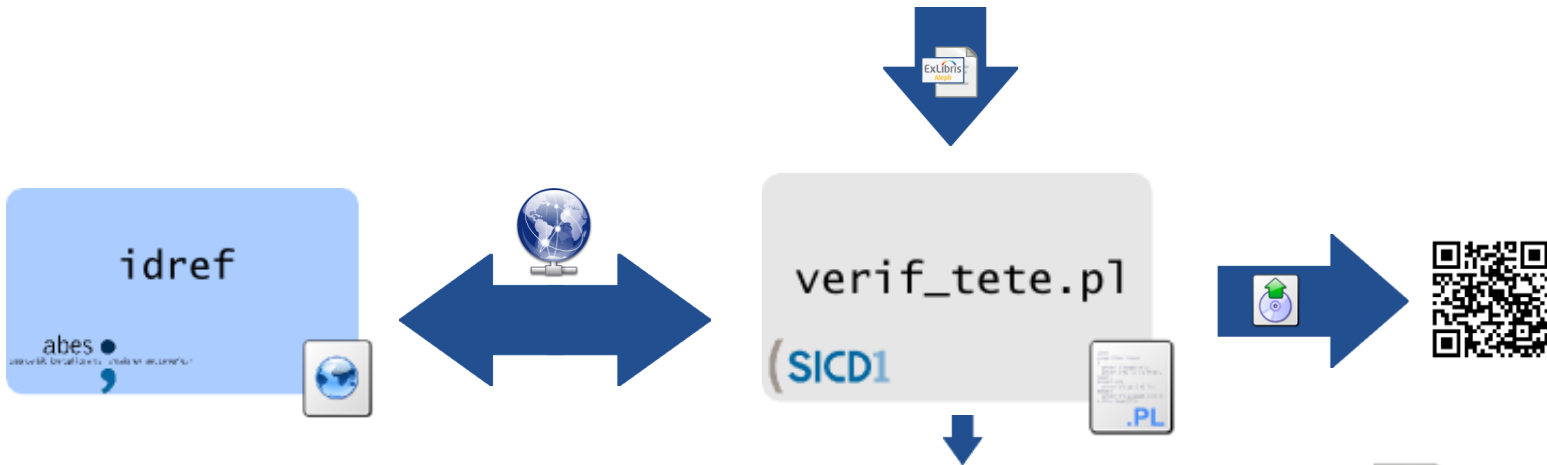 ExLibris
Aleph
idref
abes
verif_tete.pl
SICD1
.PL